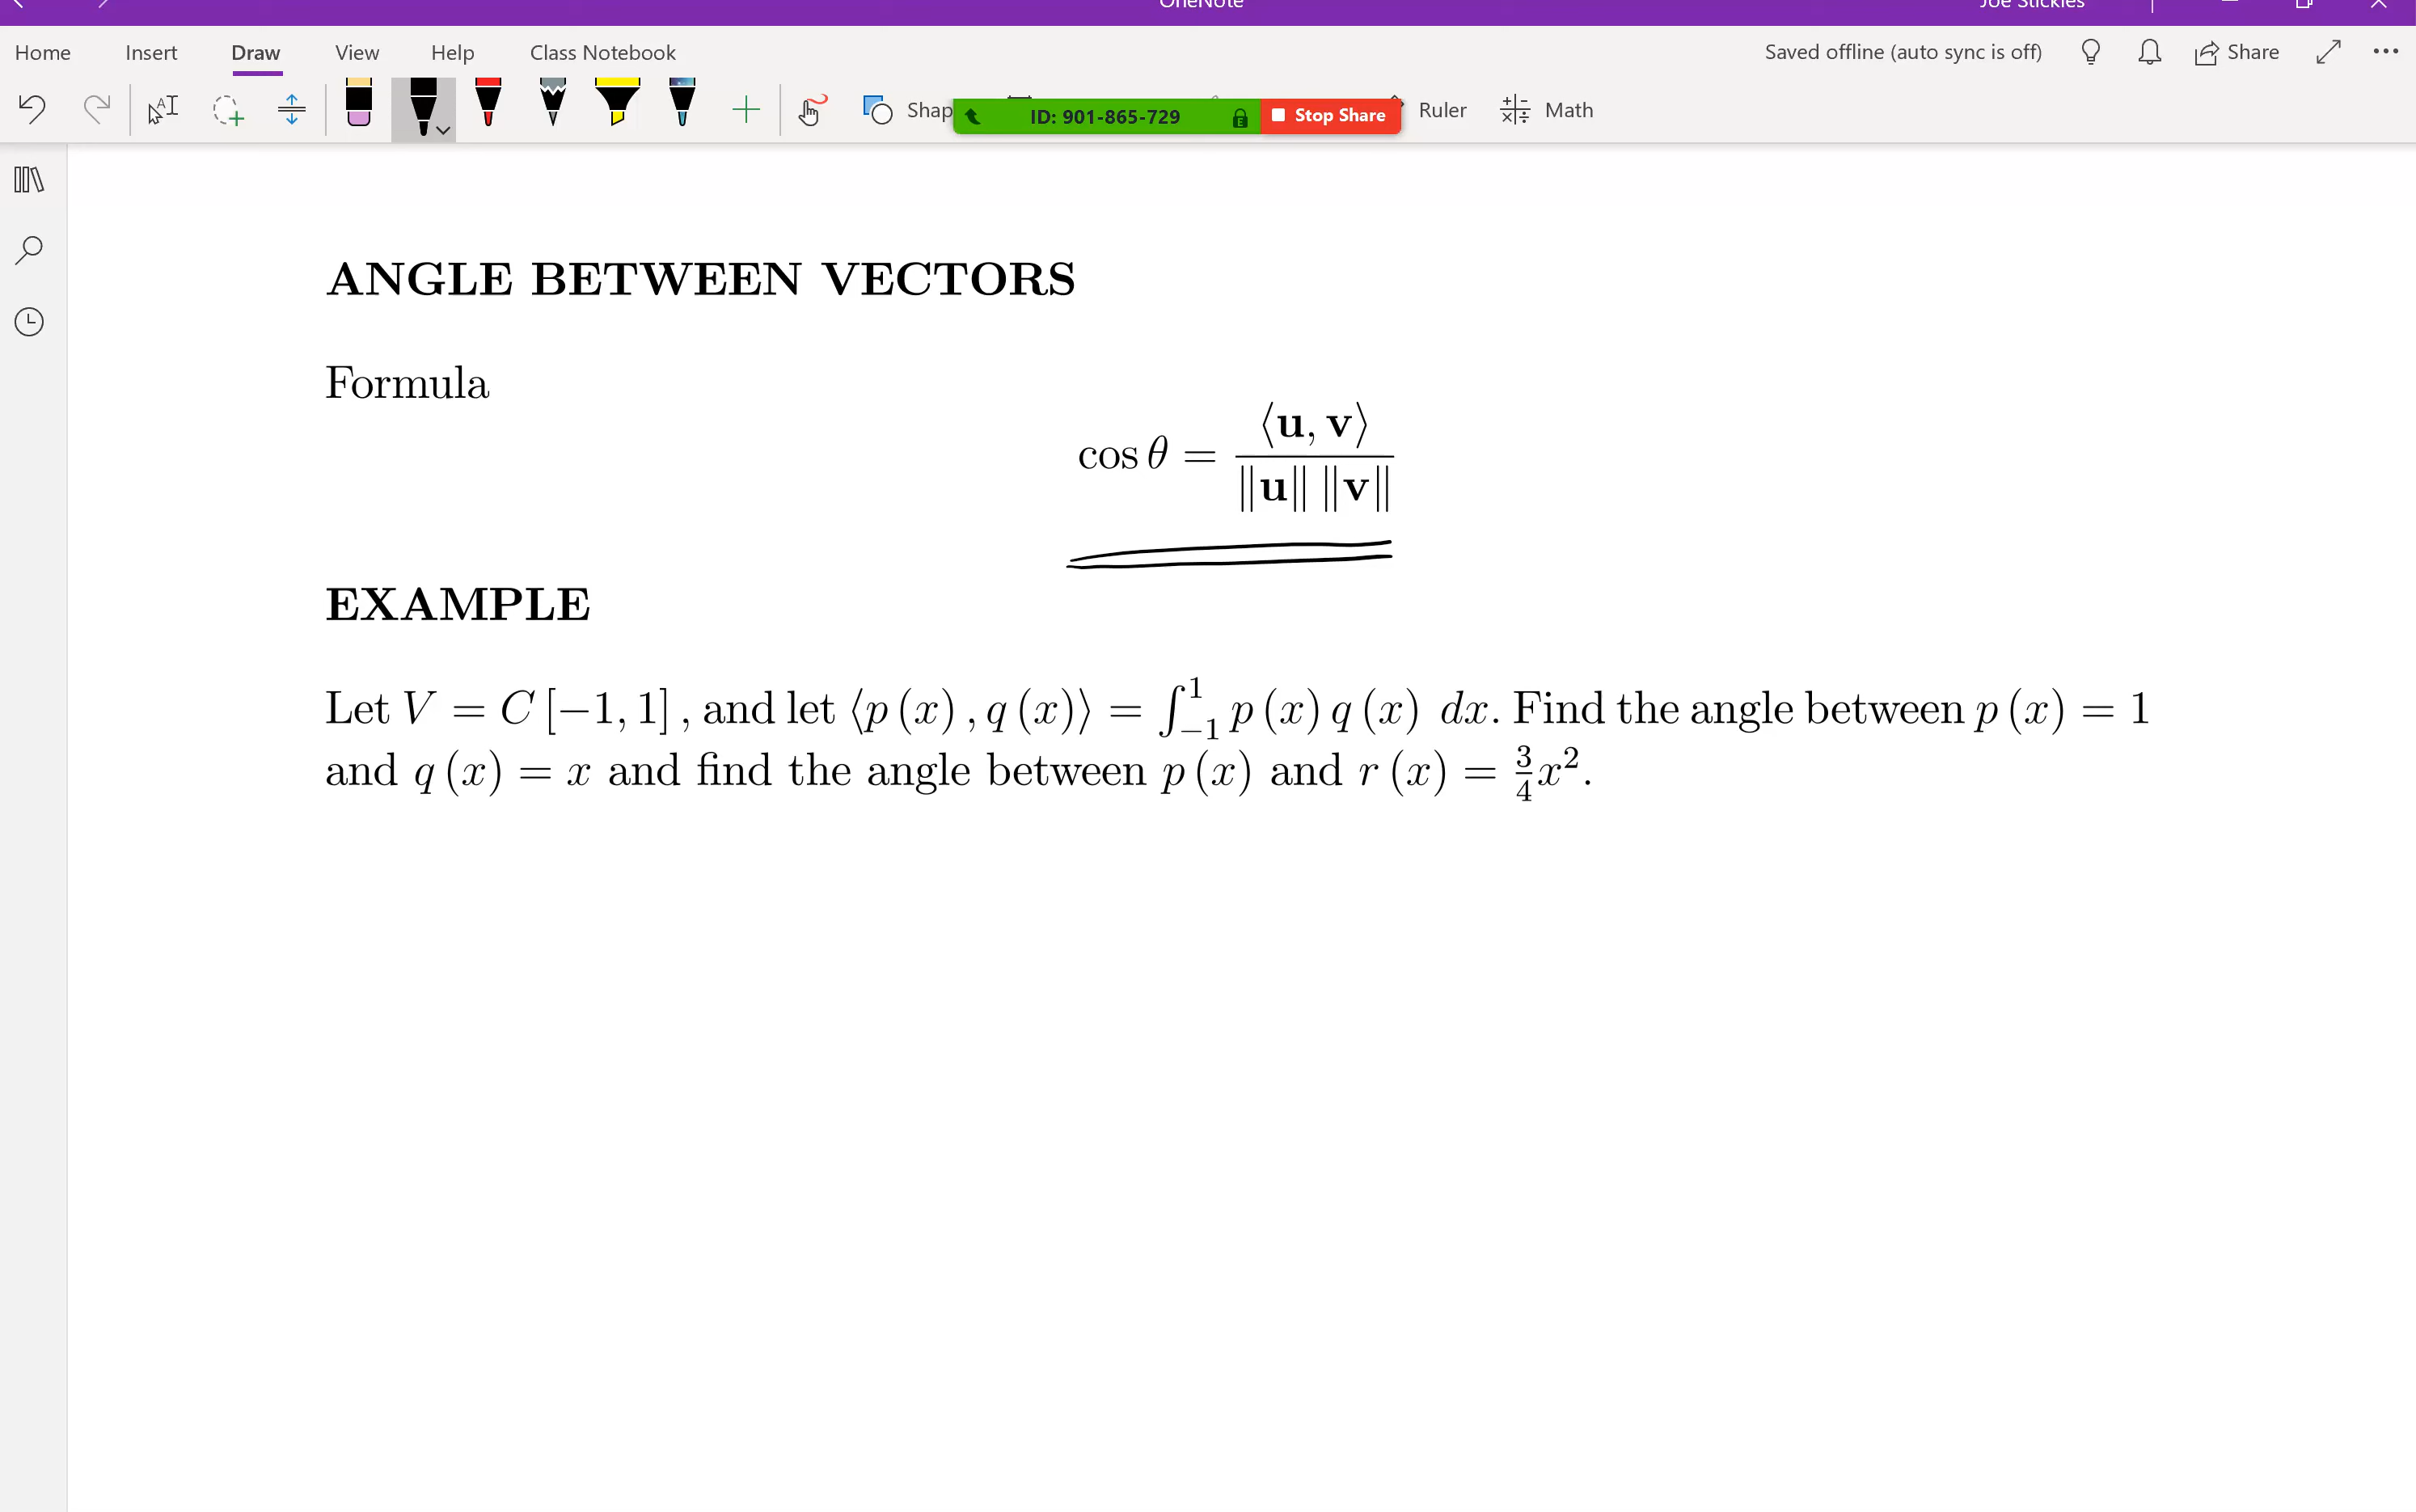 OneNote
Joe Stickles
Home Insert Draw View Help Class Notebook
Saved offline (auto sync is off) Share
Shap ID: 901-865-729 Stop Share Ruler Math
ANGLE BETWEEN VECTORS
Formula
cos θ = ⟨u, v⟩ / ‖u‖ ‖v‖
EXAMPLE
Let V = C [−1, 1] , and let ⟨p (x) , q (x)⟩ = ∫₋₁¹ p (x) q (x) dx. Find the angle between p (x) = 1
and q (x) = x and find the angle between p (x) and r (x) = 3/4 x².